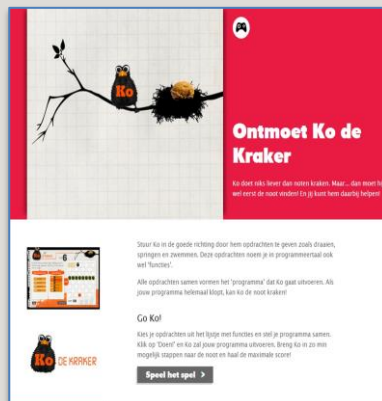 Ko
Ontmoet Ko de
Kraker
Ko doet niks liever dan noten kraken. Maar... dan moet h
wel eerst de noot vinden! En jij kunt hem daarbij helpen!
Stuur Ko in de goede richting door hem opdrachten te geven zoals draaien,
springen en zwemmen. Deze opdrachten noem je in programmeertaal ook
wel 'functies'.
Alle opdrachten samen vormen het 'programma' dat Ko gaat uitvoeren. Als
jouw programma helemaal klopt, kan Ko de noot kraken!
Go Ko!
Kies je opdrachten uit het lijstje met functies en stel je programma samen.
Klik op 'Doen!' en Ko zal jouw programma uitvoeren. Breng Ko in zo min
mogelijk stappen naar de noot en haal de maximale score!
Speel het spel >
Ko DE KRAKER